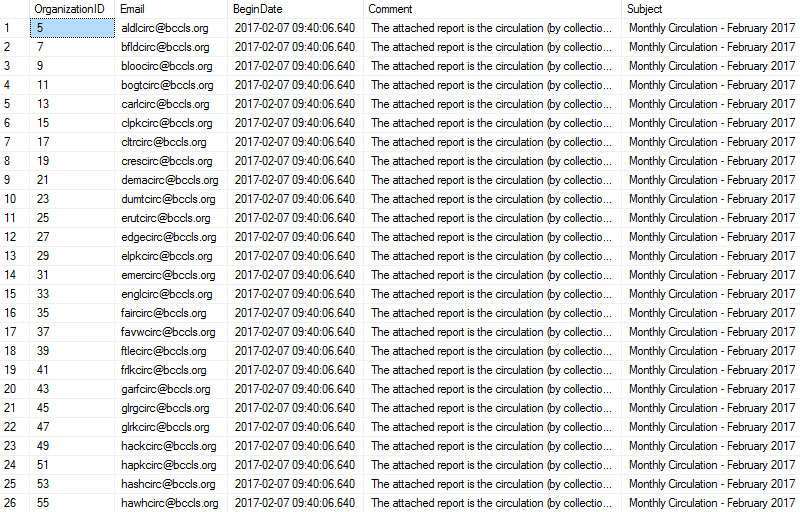 OrganizationID Email BeginDate Comment Subject
1 5 aldlcirc@bccls.org 2017-02-07 09:40:06.640 The attached report is the circulation (by collectio... Monthly Circulation - February 2017
2 7 bfldcirc@bccls.org 2017-02-07 09:40:06.640 The attached report is the circulation (by collectio... Monthly Circulation - February 2017
3 9 bloocirc@bccls.org 2017-02-07 09:40:06.640 The attached report is the circulation (by collectio... Monthly Circulation - February 2017
4 11 bogtcirc@bccls.org 2017-02-07 09:40:06.640 The attached report is the circulation (by collectio... Monthly Circulation - February 2017
5 13 carlcirc@bccls.org 2017-02-07 09:40:06.640 The attached report is the circulation (by collectio... Monthly Circulation - February 2017
6 15 clpkcirc@bccls.org 2017-02-07 09:40:06.640 The attached report is the circulation (by collectio... Monthly Circulation - February 2017
7 17 cltrcirc@bccls.org 2017-02-07 09:40:06.640 The attached report is the circulation (by collectio... Monthly Circulation - February 2017
8 19 crescirc@bccls.org 2017-02-07 09:40:06.640 The attached report is the circulation (by collectio... Monthly Circulation - February 2017
9 21 demacirc@bccls.org 2017-02-07 09:40:06.640 The attached report is the circulation (by collectio... Monthly Circulation - February 2017
10 23 dumtcirc@bccls.org 2017-02-07 09:40:06.640 The attached report is the circulation (by collectio... Monthly Circulation - February 2017
11 25 erutcirc@bccls.org 2017-02-07 09:40:06.640 The attached report is the circulation (by collectio... Monthly Circulation - February 2017
12 27 edgecirc@bccls.org 2017-02-07 09:40:06.640 The attached report is the circulation (by collectio... Monthly Circulation - February 2017
13 29 elpkcirc@bccls.org 2017-02-07 09:40:06.640 The attached report is the circulation (by collectio... Monthly Circulation - February 2017
14 31 emercirc@bccls.org 2017-02-07 09:40:06.640 The attached report is the circulation (by collectio... Monthly Circulation - February 2017
15 33 englcirc@bccls.org 2017-02-07 09:40:06.640 The attached report is the circulation (by collectio... Monthly Circulation - February 2017
16 35 faircirc@bccls.org 2017-02-07 09:40:06.640 The attached report is the circulation (by collectio... Monthly Circulation - February 2017
17 37 favwcirc@bccls.org 2017-02-07 09:40:06.640 The attached report is the circulation (by collectio... Monthly Circulation - February 2017
18 39 ftlecirc@bccls.org 2017-02-07 09:40:06.640 The attached report is the circulation (by collectio... Monthly Circulation - February 2017
19 41 frlkcirc@bccls.org 2017-02-07 09:40:06.640 The attached report is the circulation (by collectio... Monthly Circulation - February 2017
20 43 garfcirc@bccls.org 2017-02-07 09:40:06.640 The attached report is the circulation (by collectio... Monthly Circulation - February 2017
21 45 glrgcirc@bccls.org 2017-02-07 09:40:06.640 The attached report is the circulation (by collectio... Monthly Circulation - February 2017
22 47 glrkcirc@bccls.org 2017-02-07 09:40:06.640 The attached report is the circulation (by collectio... Monthly Circulation - February 2017
23 49 hackcirc@bccls.org 2017-02-07 09:40:06.640 The attached report is the circulation (by collectio... Monthly Circulation - February 2017
24 51 hapkcirc@bccls.org 2017-02-07 09:40:06.640 The attached report is the circulation (by collectio... Monthly Circulation - February 2017
25 53 hashcirc@bccls.org 2017-02-07 09:40:06.640 The attached report is the circulation (by collectio... Monthly Circulation - February 2017
26 55 hawhcirc@bccls.org 2017-02-07 09:40:06.640 The attached report is the circulation (by collectio... Monthly Circulation - February 2017